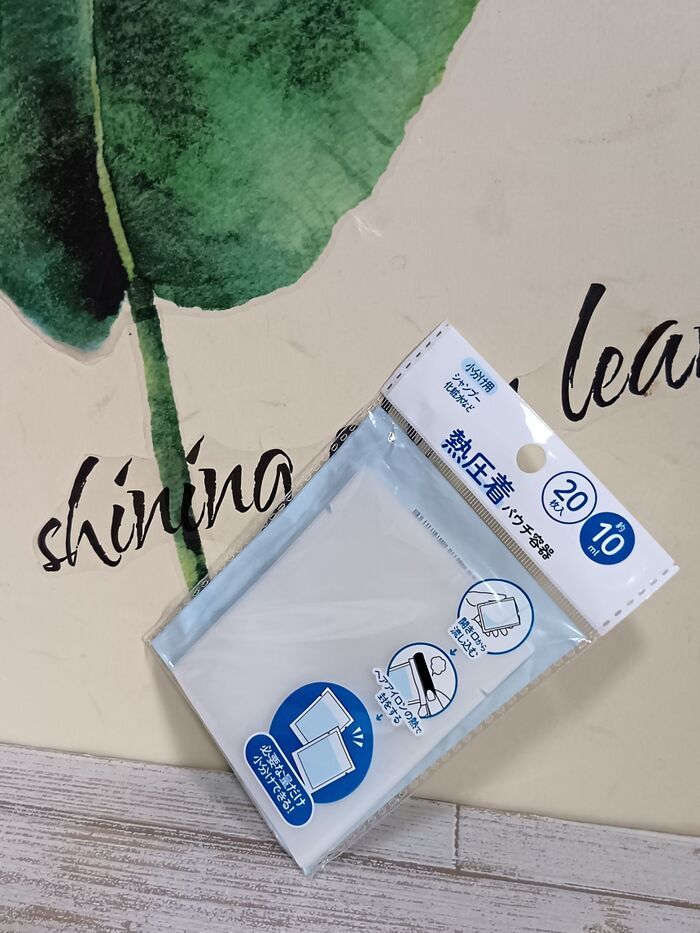 shining
lea
小分け用
シャンプー
化粧水など
熱圧着
パウチ容器
20
枚入
約
10
ml
開き口から
流し込む
ヘアアイロンの熱で
封をする
必要な量だけ
小分けできる!